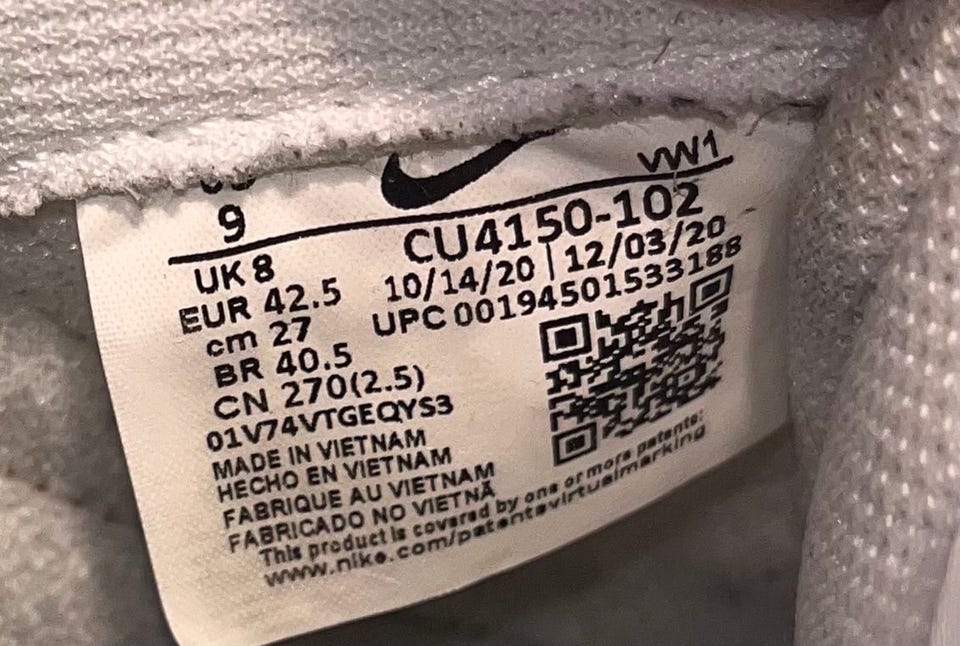 VW1
9
CU4150-102
10/14/20 | 12/03/20
UPC 00194501533188
UK 8
EUR 42.5
cm 27
BR 40.5
CN 270(2.5)
01V74VTGEQYS3
MADE IN VIETNAM
HECHO EN VIETNAM
FABRIQUE AU VIETNAM
FABRICADO NO VIETNÃ
This product is covered by one or more patents:
www.nike.com/patentsvirtualmarking